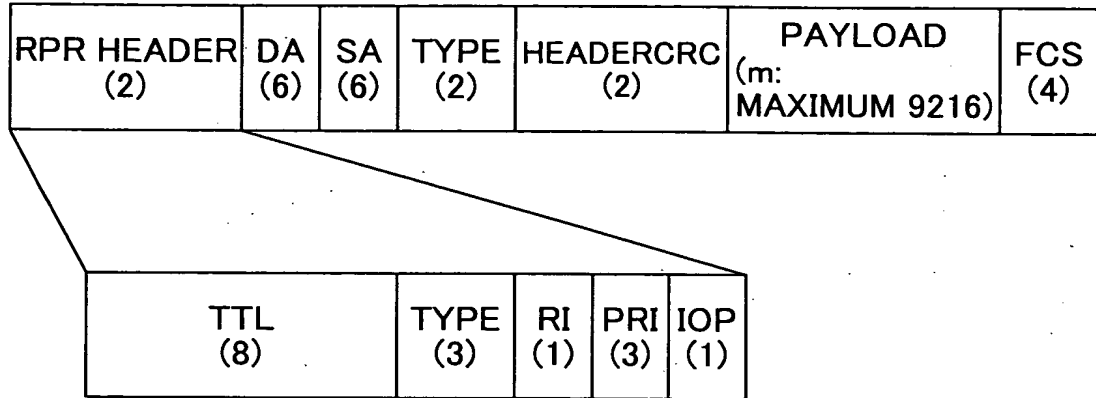 RPR HEADER
(2)
DA
(6)
SA
(6)
TYPE
(2)
HEADERCRC
(2)
PAYLOAD
(m:
MAXIMUM 9216)
FCS
(4)
TTL
(8)
TYPE
(3)
RI
(1)
PRI
(3)
IOP
(1)